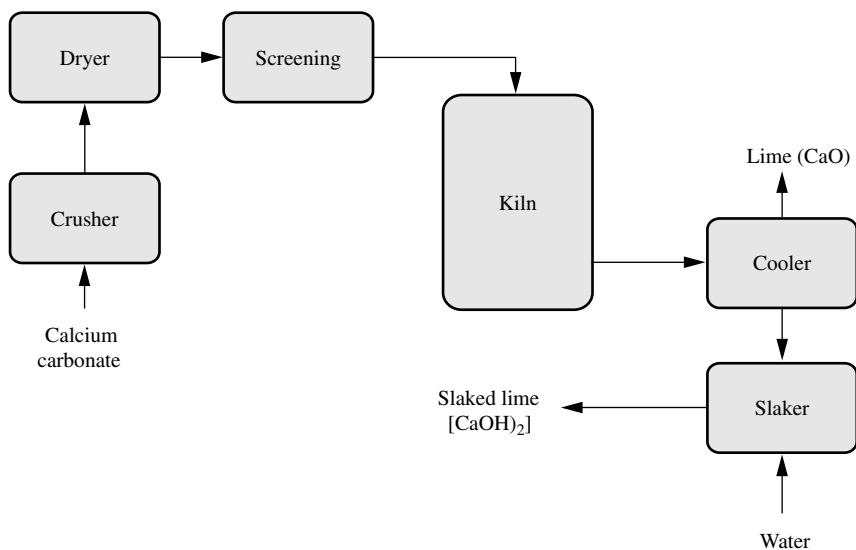 Dryer
Screening
Lime (CaO)
Crusher
Kiln
Cooler
Calcium
carbonate
Slaked lime
[CaOH)₂]
Slaker
Water